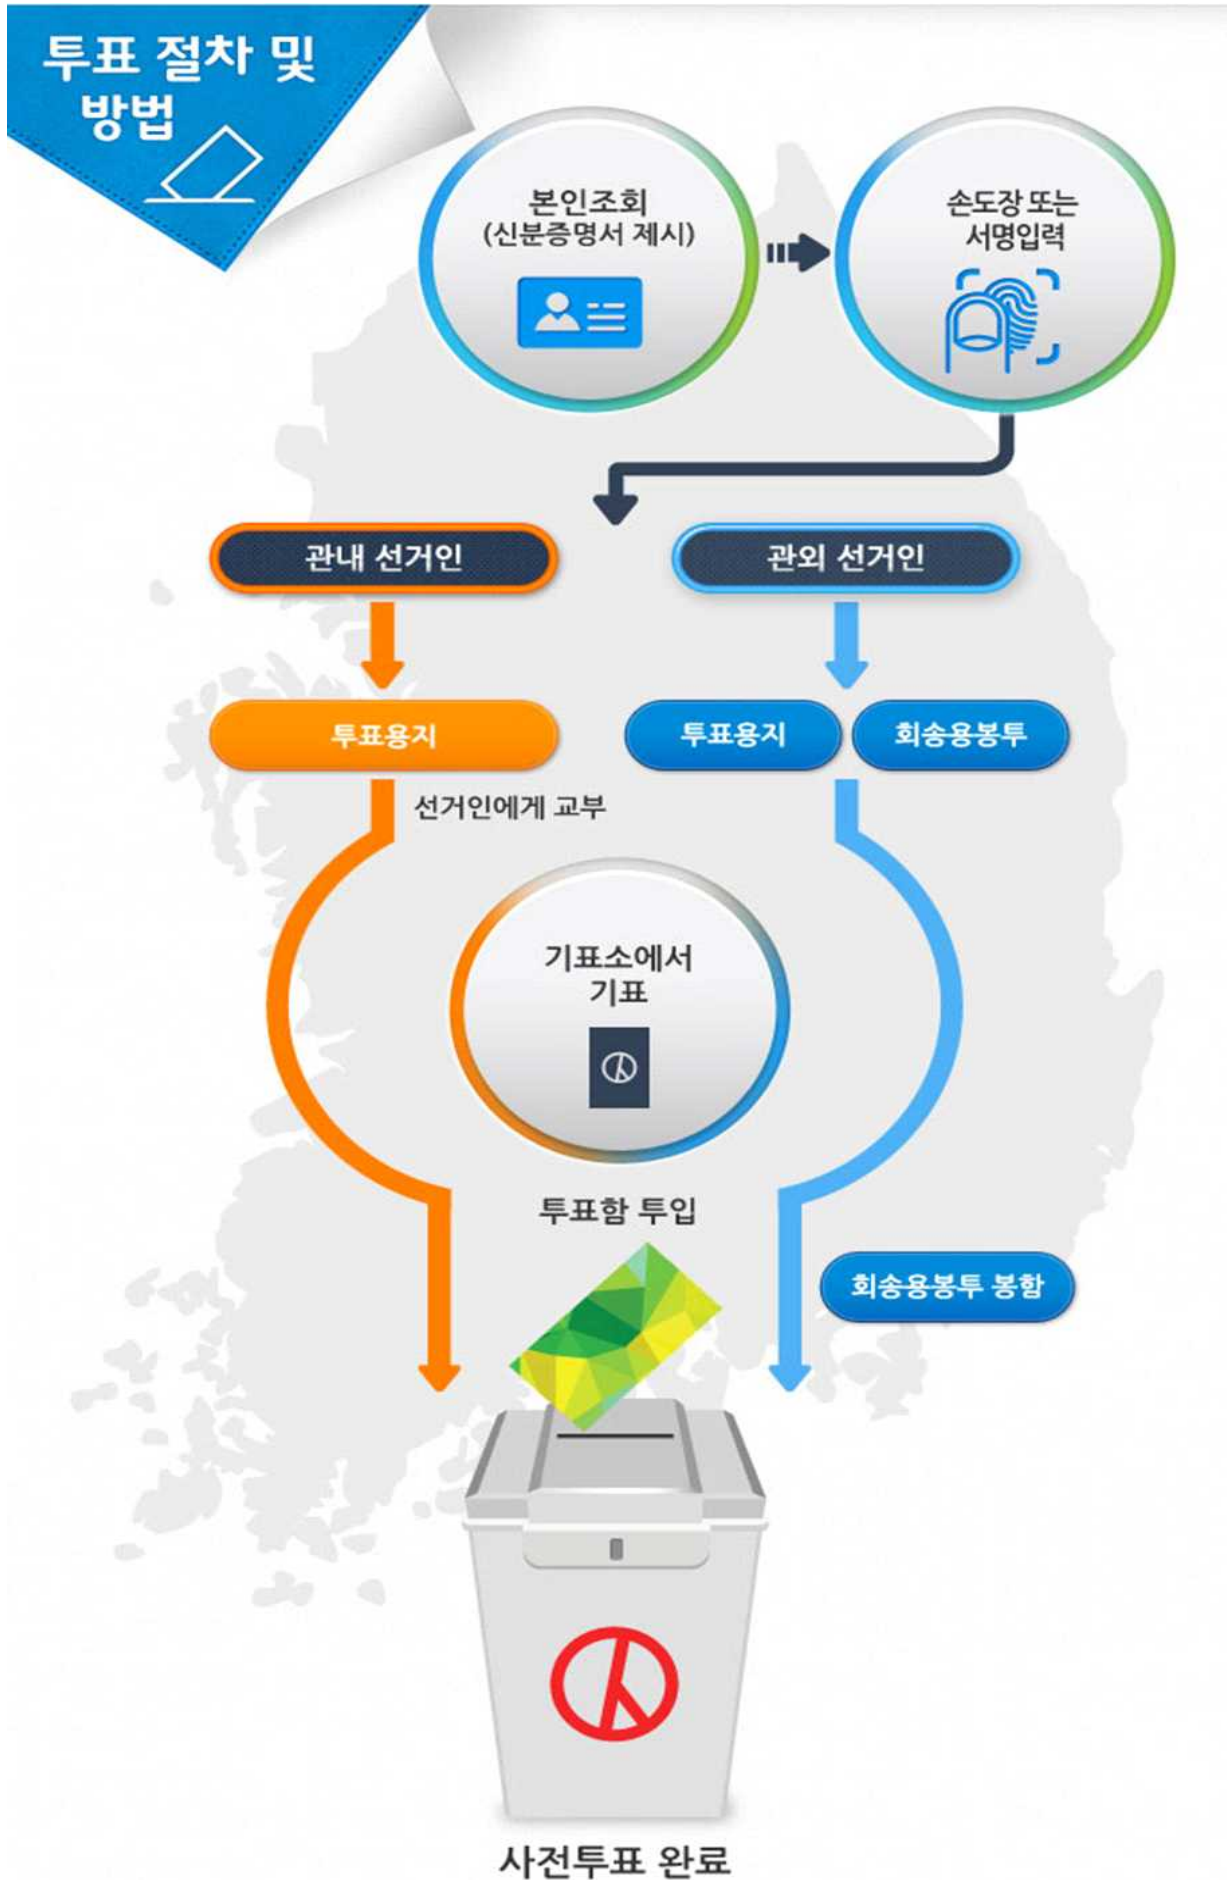 투표 절차 및
방법
본인조회
(신분증명서 제시)
손도장 또는
서명입력
관내 선거인
관외 선거인
투표용지
투표용지
회송용봉투
선거인에게 교부
기표소에서
기표
투표함 투입
회송용봉투 봉함
사전투표 완료